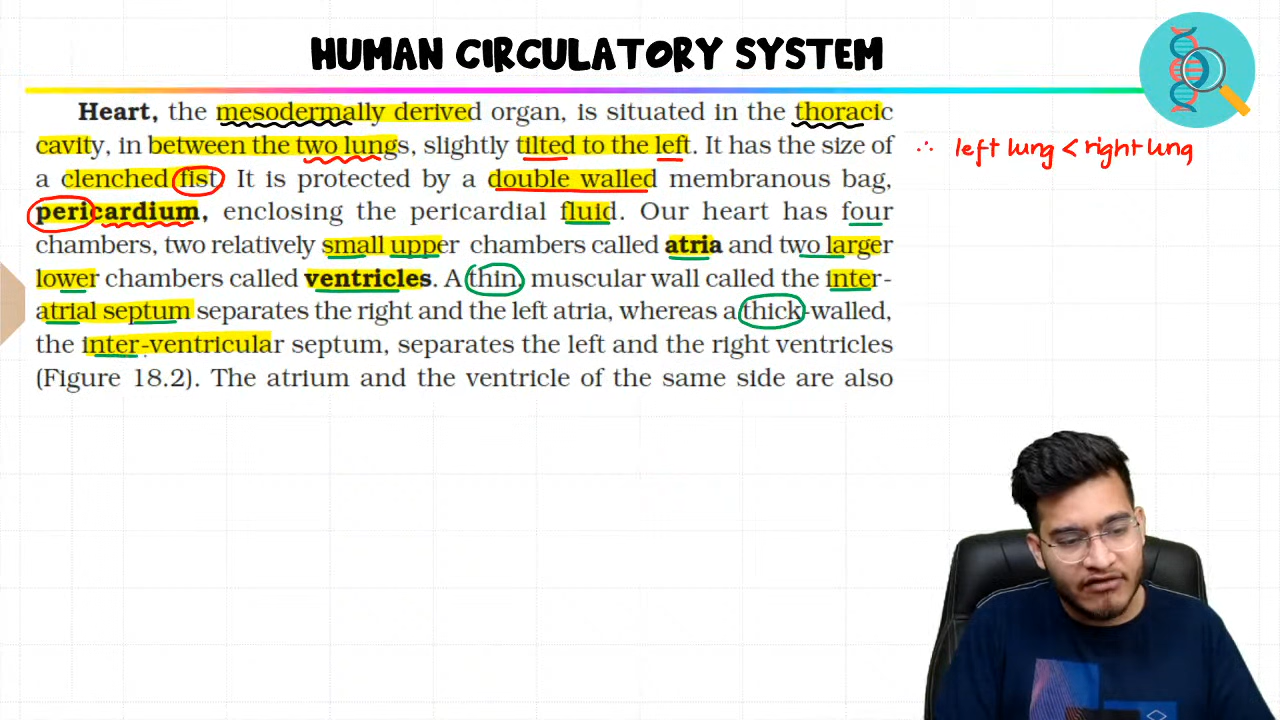 HUMAN CIRCULATORY SYSTEM
Heart, the mesodermally derived organ, is situated in the thoracic
cavity, in between the two lungs, slightly tilted to the left. It has the size of
∴ left lung < right lung
a clenched fist. It is protected by a double walled membranous bag,
pericardium, enclosing the pericardial fluid. Our heart has four
chambers, two relatively small upper chambers called atria and two larger
lower chambers called ventricles. A thin, muscular wall called the inter-
atrial septum separates the right and the left atria, whereas a thick-walled,
the inter-ventricular septum, separates the left and the right ventricles
(Figure 18.2). The atrium and the ventricle of the same side are also